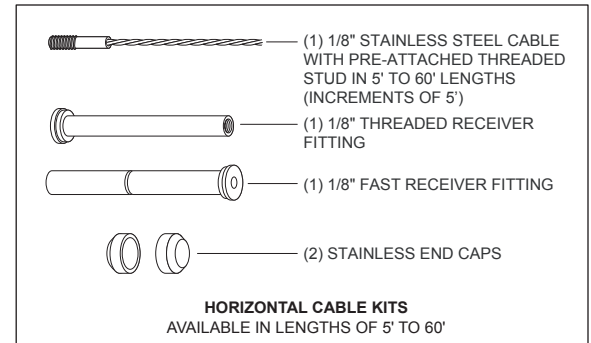 (1) 1/8" STAINLESS STEEL CABLE
WITH PRE-ATTACHED THREADED
STUD IN 5' TO 60' LENGTHS
(INCREMENTS OF 5’)
(1) 1/8" THREADED RECEIVER
FITTING
(1) 1/8" FAST RECEIVER FITTING
(2) STAINLESS END CAPS
HORIZONTAL CABLE KITS
AVAILABLE IN LENGTHS OF 5' TO 60'